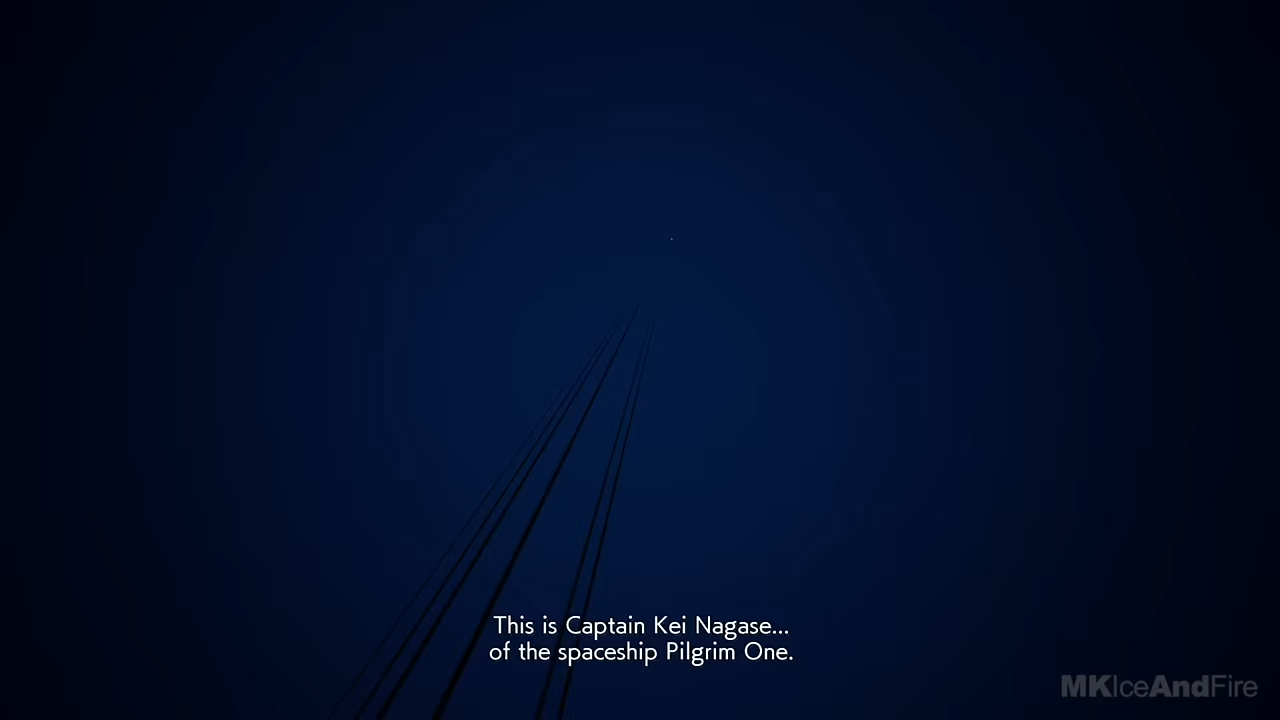 This is Captain Kei Nagase...
of the spaceship Pilgrim One.
MKIceAndFire